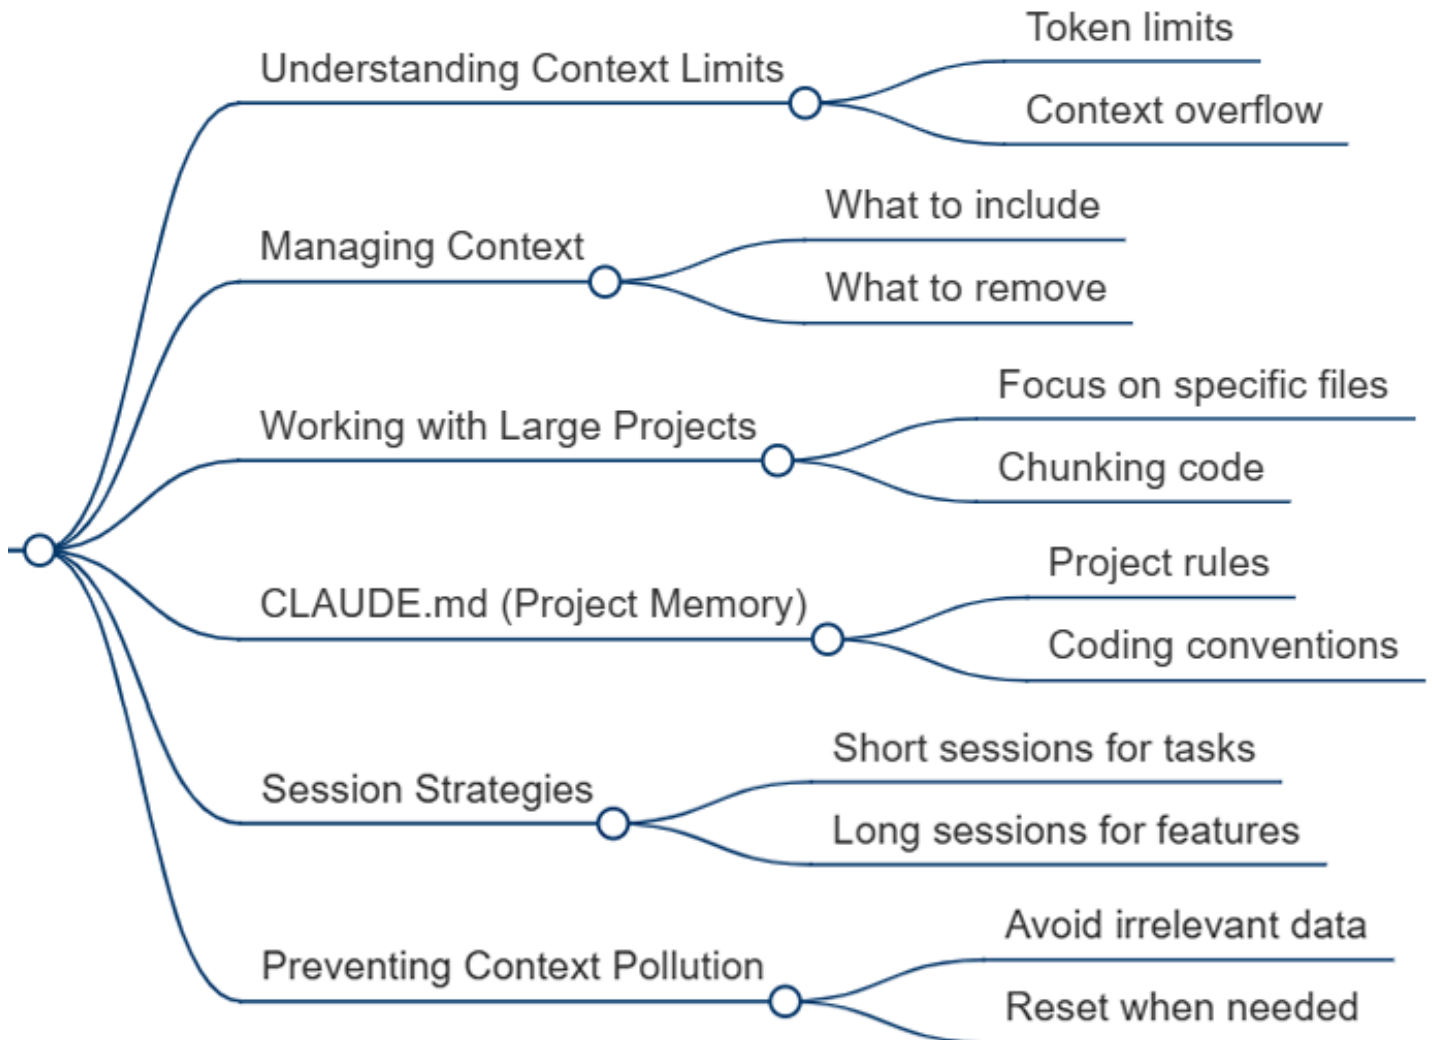 Understanding Context Limits
Token limits
Context overflow
Managing Context
What to include
What to remove
Working with Large Projects
Focus on specific files
Chunking code
CLAUDE.md (Project Memory)
Project rules
Coding conventions
Session Strategies
Short sessions for tasks
Long sessions for features
Preventing Context Pollution
Avoid irrelevant data
Reset when needed